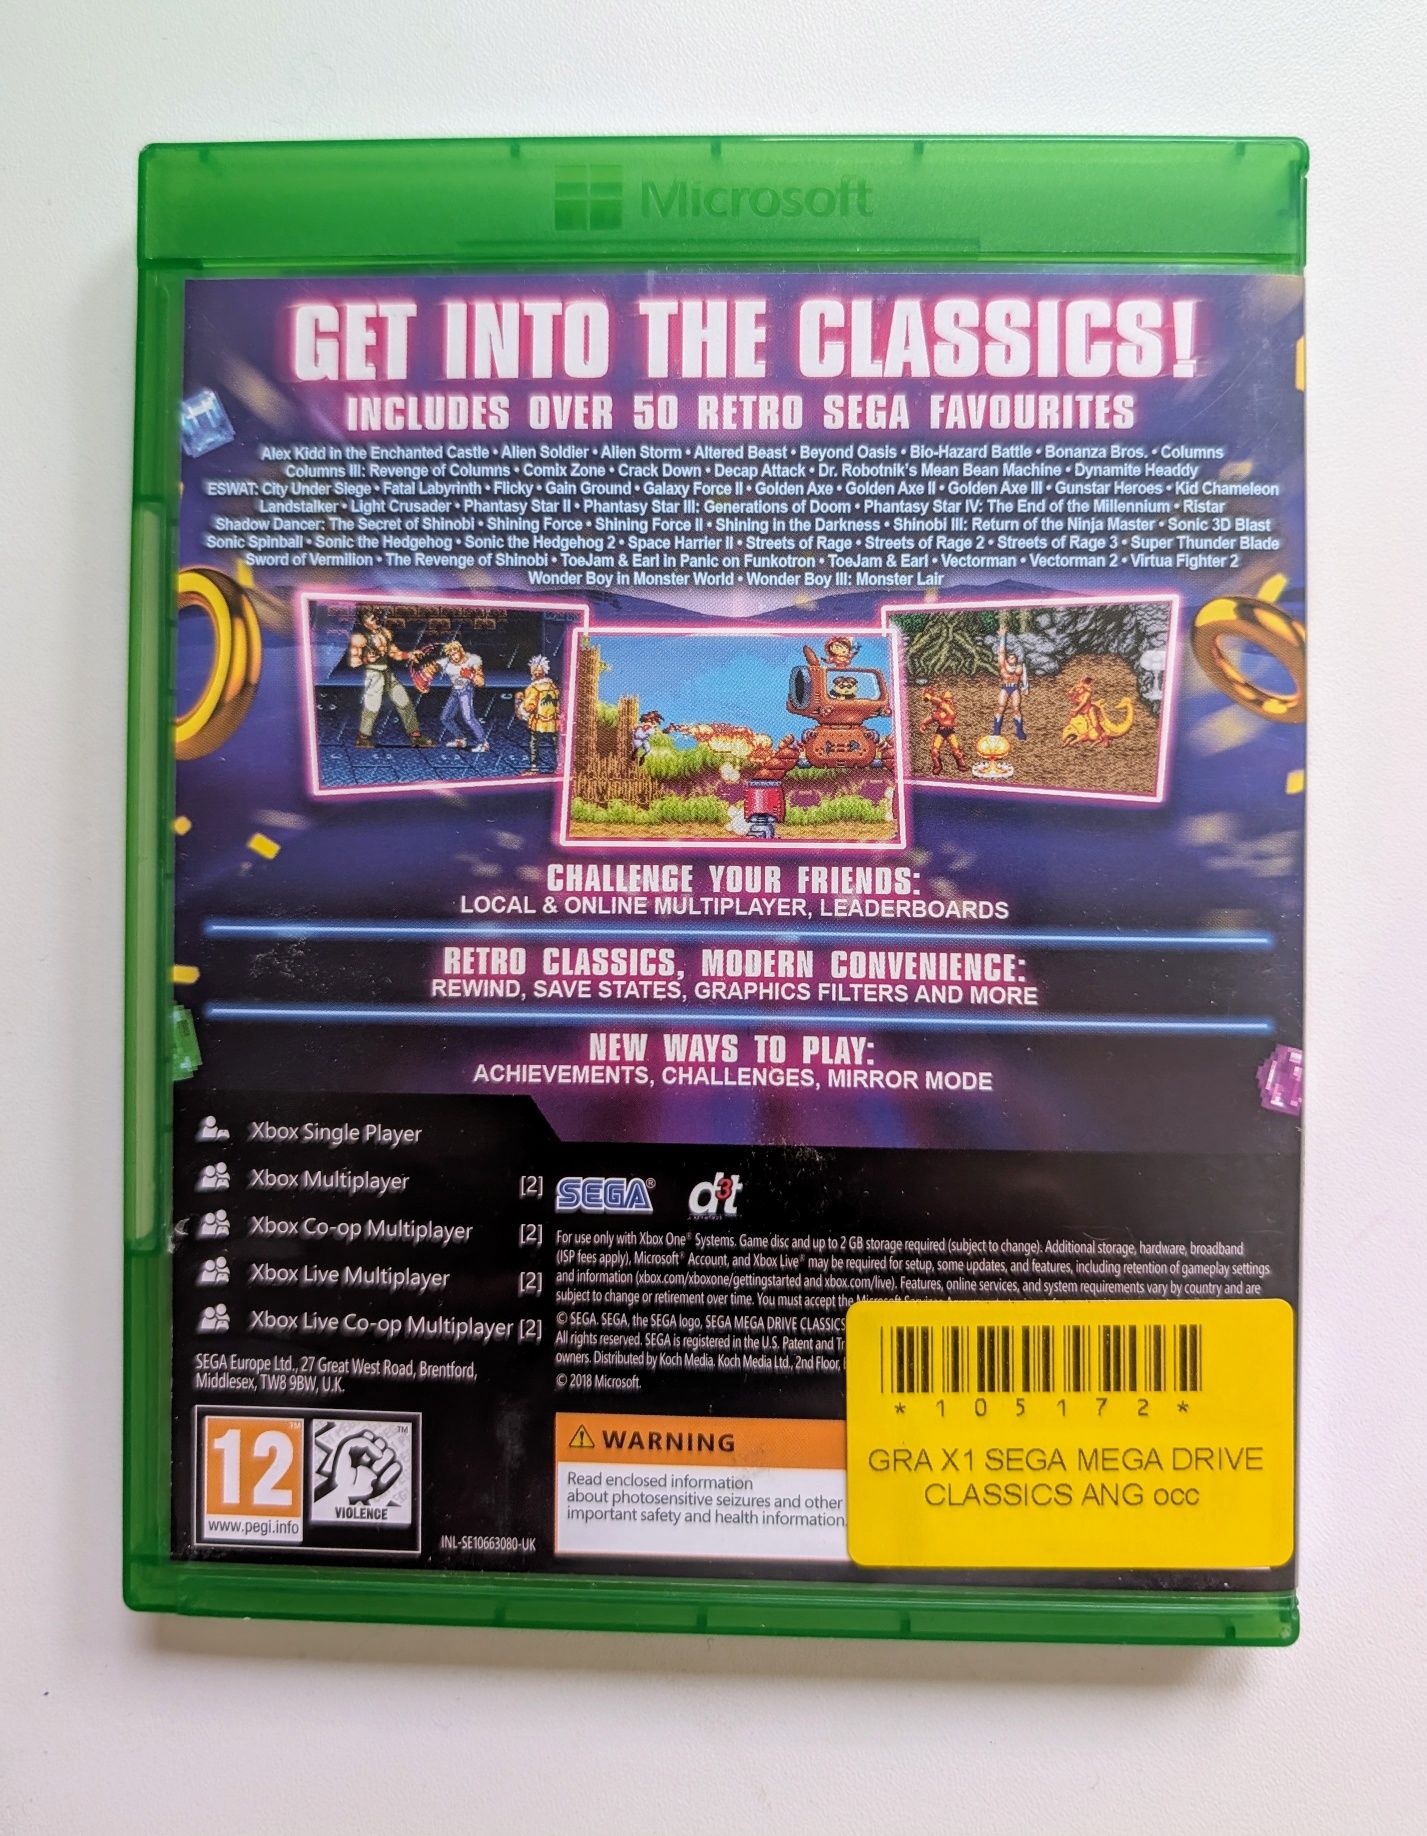 Microsoft
GET INTO THE CLASSICS!
INCLUDES OVER 50 RETRO SEGA FAVOURITES
Alex Kidd in the Enchanted Castle • Alien Soldier • Alien Storm • Altered Beast • Beyond Oasis • Bio-Hazard Battle • Bonanza Bros. • Columns
Columns III: Revenge of Columns • Comix Zone • Crack Down • Decap Attack • Dr. Robotnik's Mean Bean Machine • Dynamite Headdy
ESWAT: City Under Siege • Fatal Labyrinth • Flicky • Gain Ground • Galaxy Force II • Golden Axe • Golden Axe II • Golden Axe III • Gunstar Heroes • Kid Chameleon
Landstalker • Light Crusader • Phantasy Star II • Phantasy Star III: Generations of Doom • Phantasy Star IV: The End of the Millennium • Ristar
Shadow Dancer: The Secret of Shinobi • Shining Force • Shining Force II • Shining in the Darkness • Shinobi III: Return of the Ninja Master • Sonic 3D Blast
Sonic Spinball • Sonic the Hedgehog • Sonic the Hedgehog 2 • Space Harrier II • Streets of Rage • Streets of Rage 2 • Streets of Rage 3 • Super Thunder Blade
Sword of Vermilion • The Revenge of Shinobi • ToeJam & Earl in Panic on Funkotron • ToeJam & Earl • Vectorman • Vectorman 2 • Virtua Fighter 2
Wonder Boy in Monster World • Wonder Boy III: Monster Lair
CHALLENGE YOUR FRIENDS:
LOCAL & ONLINE MULTIPLAYER, LEADERBOARDS
RETRO CLASSICS, MODERN CONVENIENCE:
REWIND, SAVE STATES, GRAPHICS FILTERS AND MORE
NEW WAYS TO PLAY:
ACHIEVEMENTS, CHALLENGES, MIRROR MODE
Xbox Single Player
Xbox Multiplayer [2]
Xbox Co-op Multiplayer [2]
Xbox Live Multiplayer [2]
Xbox Live Co-op Multiplayer [2]
SEGA Europe Ltd., 27 Great West Road, Brentford,
Middlesex, TW8 9BW, U.K.
SEGA® d3t
For use only with Xbox One® Systems. Game disc and up to 2 GB storage required (subject to change). Additional storage, hardware, broadband
(ISP fees apply), Microsoft® Account, and Xbox Live® may be required for setup, some updates, and features, including retention of gameplay settings
and information (xbox.com/xboxone/gettingstarted and xbox.com/live). Features, online services, and system requirements vary by country and are
subject to change or retirement over time. You must accept the
© SEGA. SEGA, the SEGA logo, SEGA MEGA DRIVE CLASSICS
All rights reserved. SEGA is registered in the U.S. Patent and
owners. Distributed by Koch Media. Koch Media Ltd., 2nd Floor,
© 2018 Microsoft.
12™
www.pegi.info
™
VIOLENCE
INL-SE10663080-UK
WARNING
Read enclosed information
about photosensitive seizures and other
important safety and health information.
*105172*
GRA X1 SEGA MEGA DRIVE
CLASSICS ANG occ